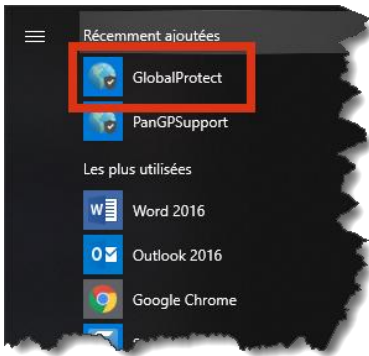 Récemment ajoutées
GlobalProtect
PanGPSupport
Les plus utilisées
Word 2016
Outlook 2016
Google Chrome